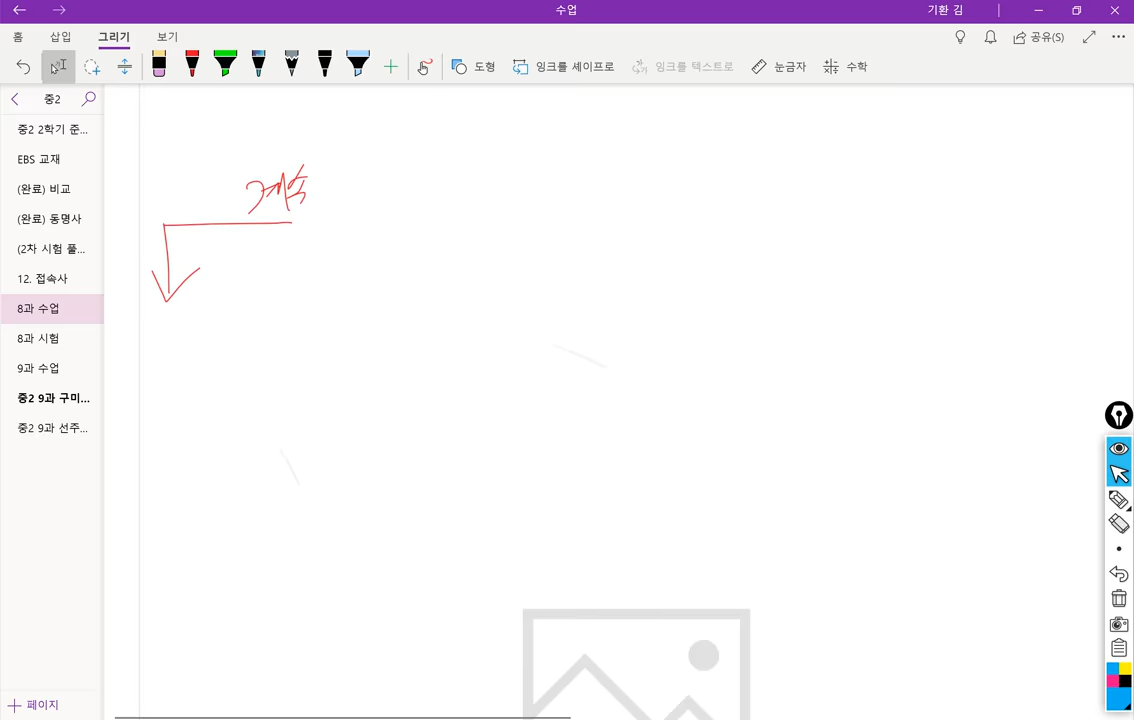 수업
기환 김
홈 삽입 그리기 보기
공유(S)
도형 잉크를 셰이프로 잉크를 텍스트로 눈금자 수학
중2
중2 2학기 준...
EBS 교재
(완료) 비교
(완료) 동명사
(2차 시험 풀...
12. 접속사
8과 수업
8과 시험
9과 수업
중2 9과 구미...
중2 9과 선주...
계속
페이지